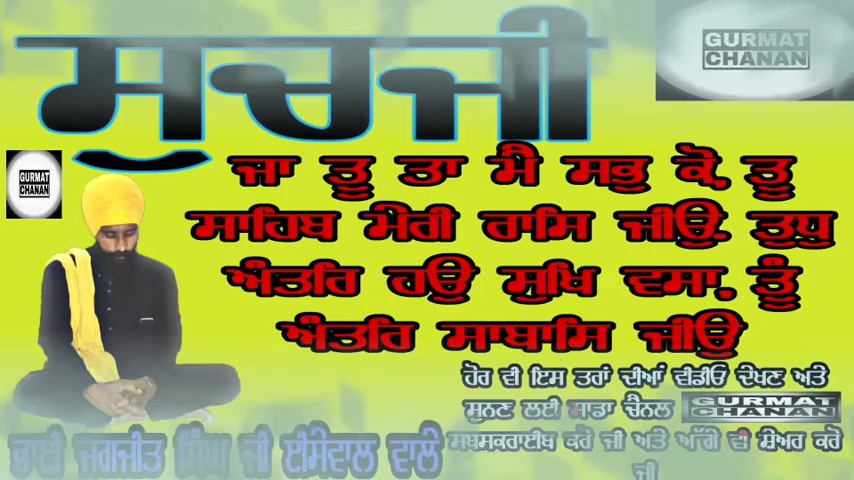 ਸੁਚਜੀ
GURMAT
CHANAN
GURMAT
CHANAN
ਜਾ ਤੂ ਤਾ ਮੈ ਸਭੁ ਕੋ, ਤੂ
ਸਾਹਿਬ ਮੇਰੀ ਰਾਸਿ ਜੀਉ. ਤੁਧੁ
ਅੰਤਰਿ ਹਉ ਸੁਖਿ ਵਸਾ, ਤੂੰ
ਅੰਤਰਿ ਸਾਬਾਸਿ ਜੀਉ
ਹੋਰ ਵੀ ਇਸ ਤਰਾਂ ਦੀਆਂ ਵੀਡੀਓ ਦੇਖਣ ਅਤੇ
ਸੁਨਣ ਲਈ ਸਾਡਾ ਚੈਨਲ GURMAT CHANAN
ਸਬਸਕਰਾਈਬ ਕਰੋ ਜੀ ਅਤੇ ਅੱਗੇ ਵੀ ਸ਼ੇਅਰ ਕਰੋ
ਜੀ
ਭਾਈ ਜਗਜੀਤ ਸਿੰਘ ਜੀ ਈਸੇਵਾਲ ਵਾਲੇ